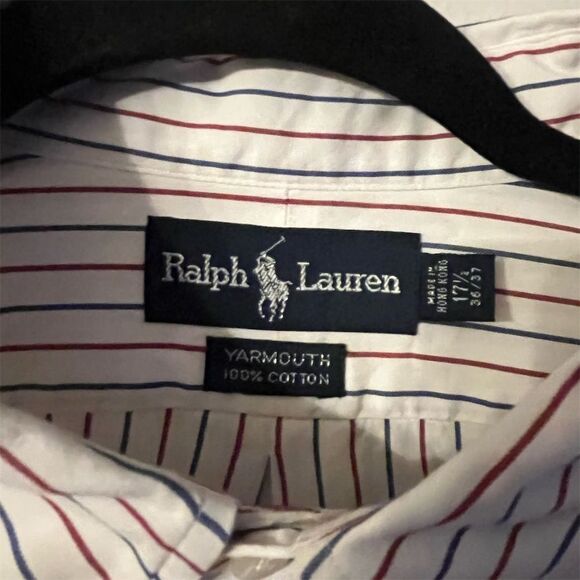 Ralph Lauren
MADE IN
HONG KONG
17½
36/37
YARMOUTH
100% COTTON